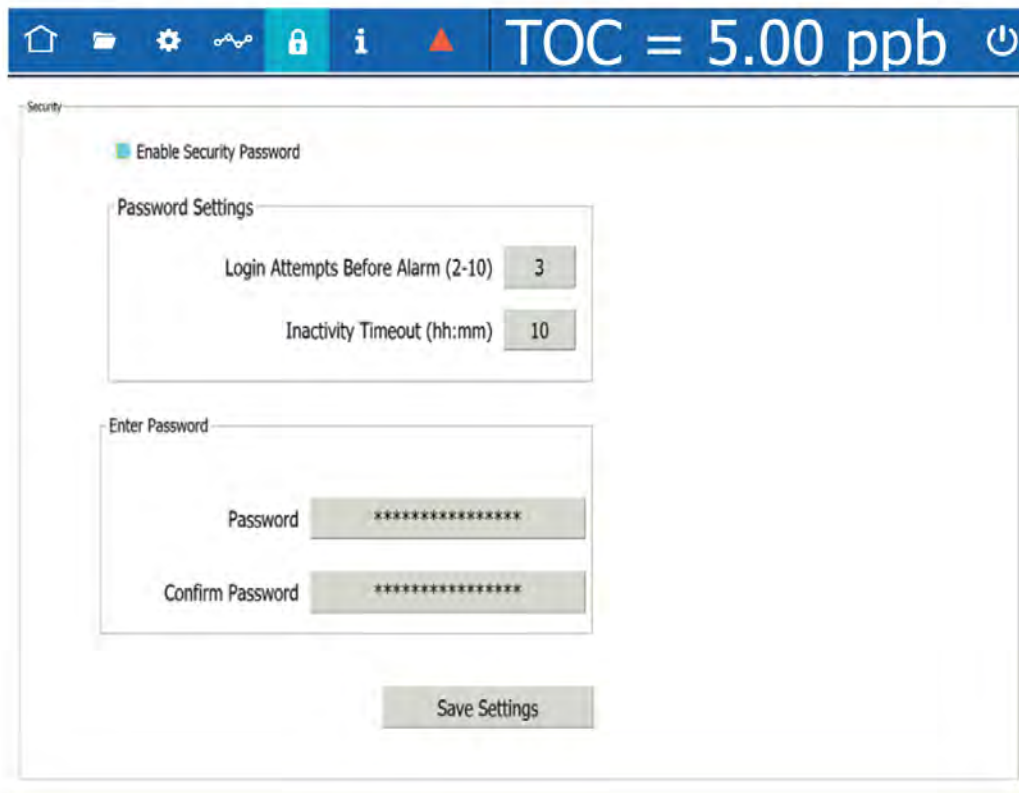 TOC = 5.00 ppb
Security
Enable Security Password
Password Settings
Login Attempts Before Alarm (2-10) 3
Inactivity Timeout (hh:mm) 10
Enter Password
Password ****************
Confirm Password ****************
Save Settings